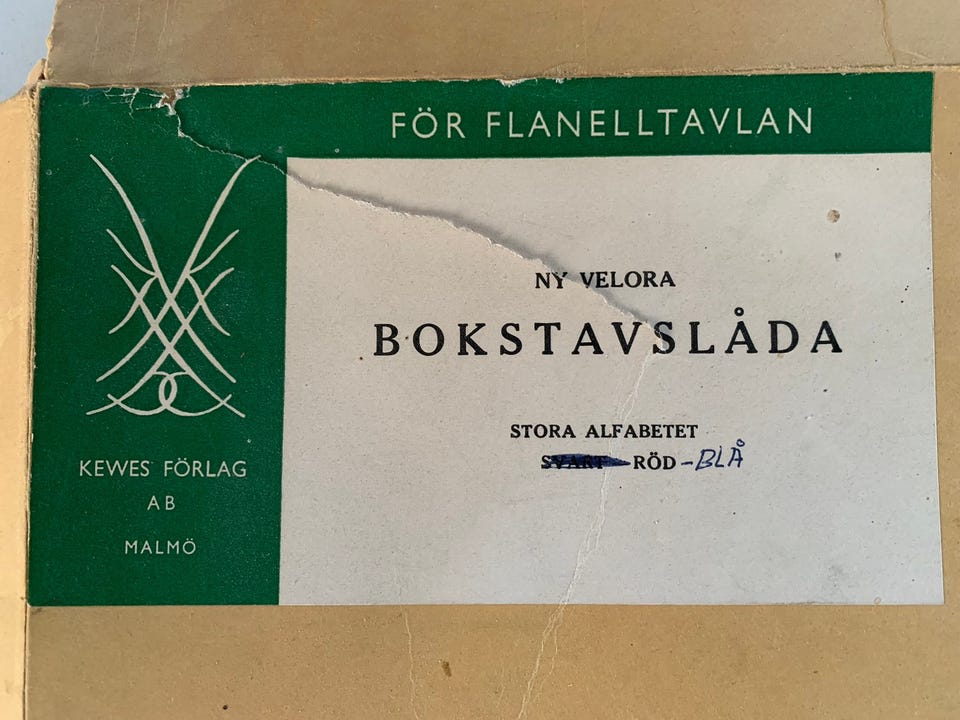 FÖR FLANELLTAVLAN
NY VELORA
BOKSTAVSLÅDA
STORA ALFABETET
SVART - RÖD - BLÅ
KEWES FÖRLAG
AB
MALMÖ